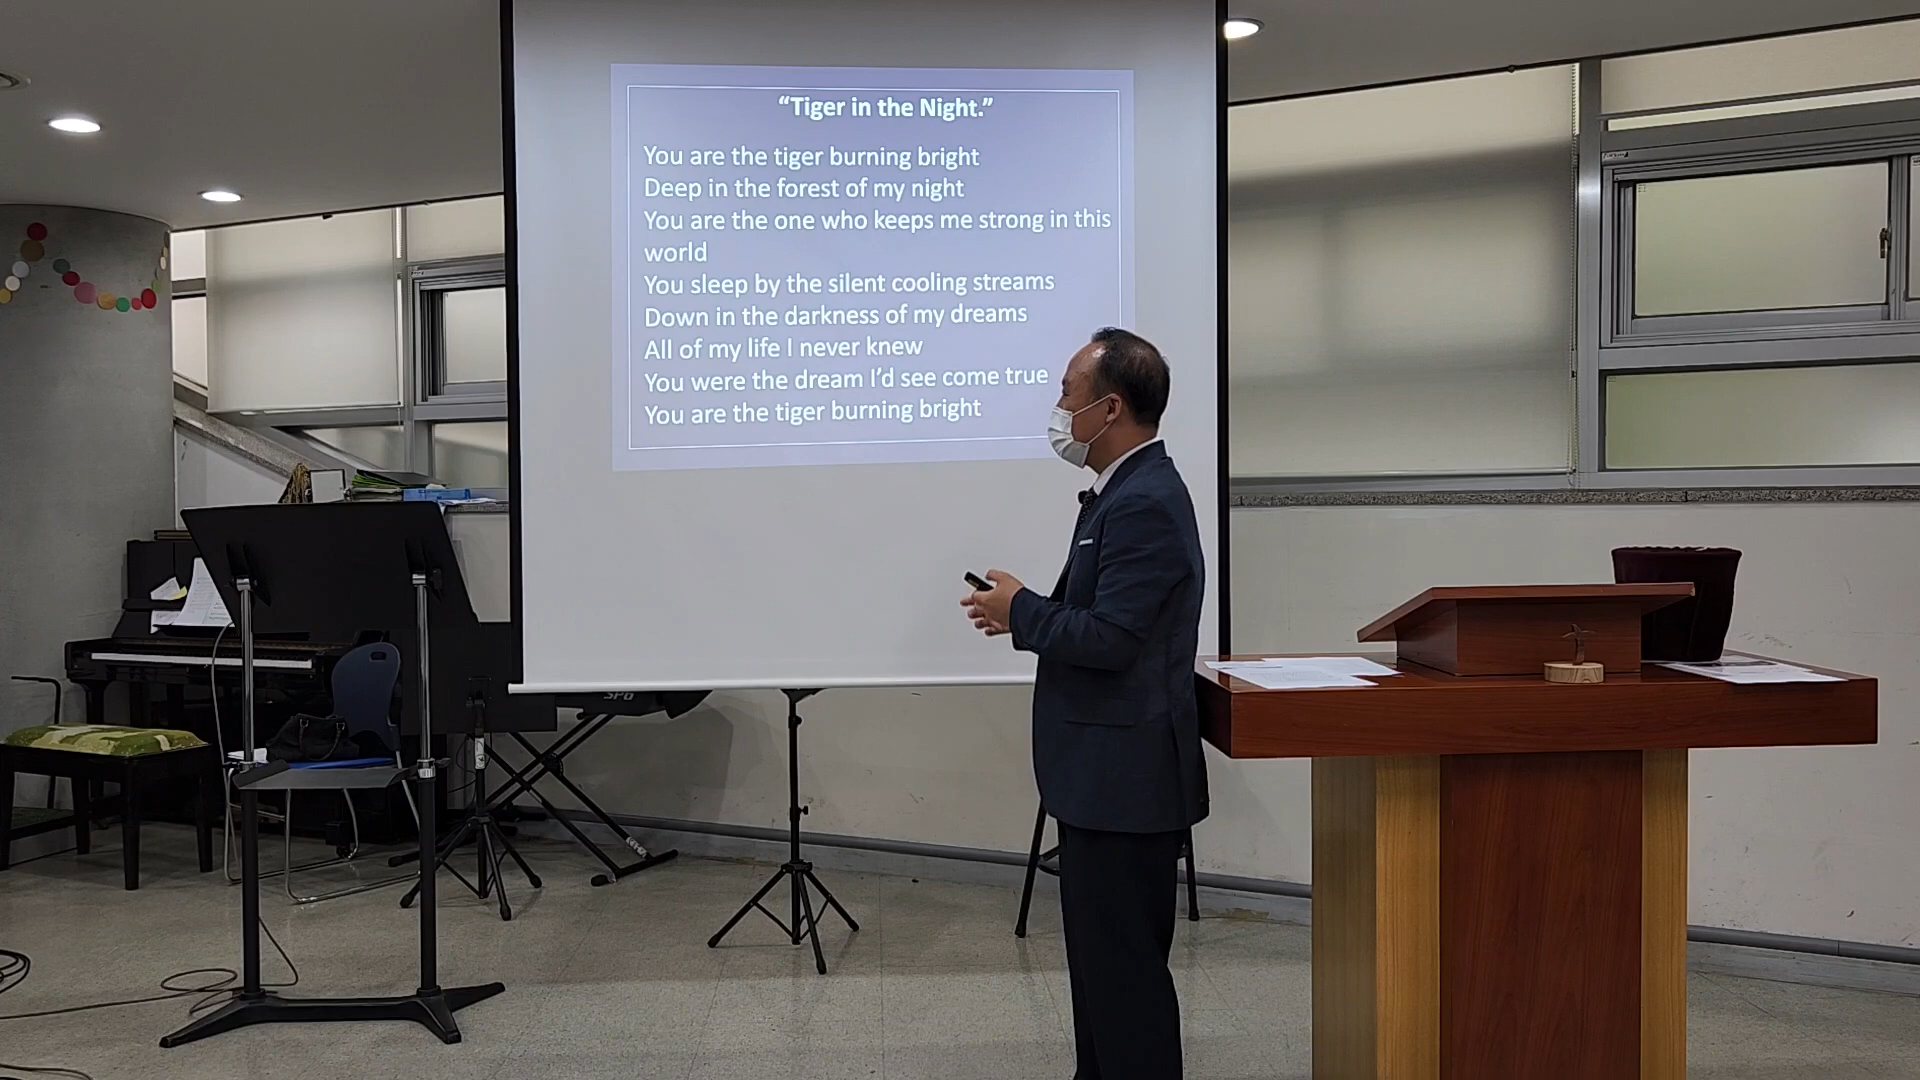 “Tiger in the Night.”
You are the tiger burning bright
Deep in the forest of my night
You are the one who keeps me strong in this
world
You sleep by the silent cooling streams
Down in the darkness of my dreams
All of my life I never knew
You were the dream I’d see come true
You are the tiger burning bright